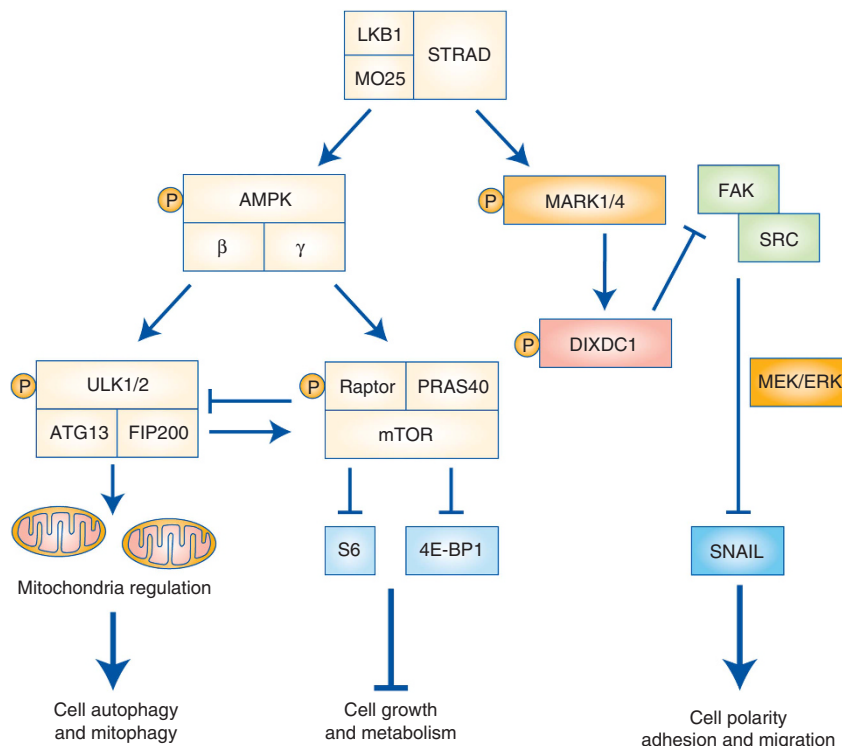 LKB1
STRAD
MO25
P
AMPK
β
γ
P
MARK1/4
FAK
SRC
P
DIXDC1
P
ULK1/2
ATG13
FIP200
P
Raptor
PRAS40
mTOR
MEK/ERK
S6
4E-BP1
SNAIL
Mitochondria regulation
Cell autophagy
and mitophagy
Cell growth
and metabolism
Cell polarity
adhesion and migration